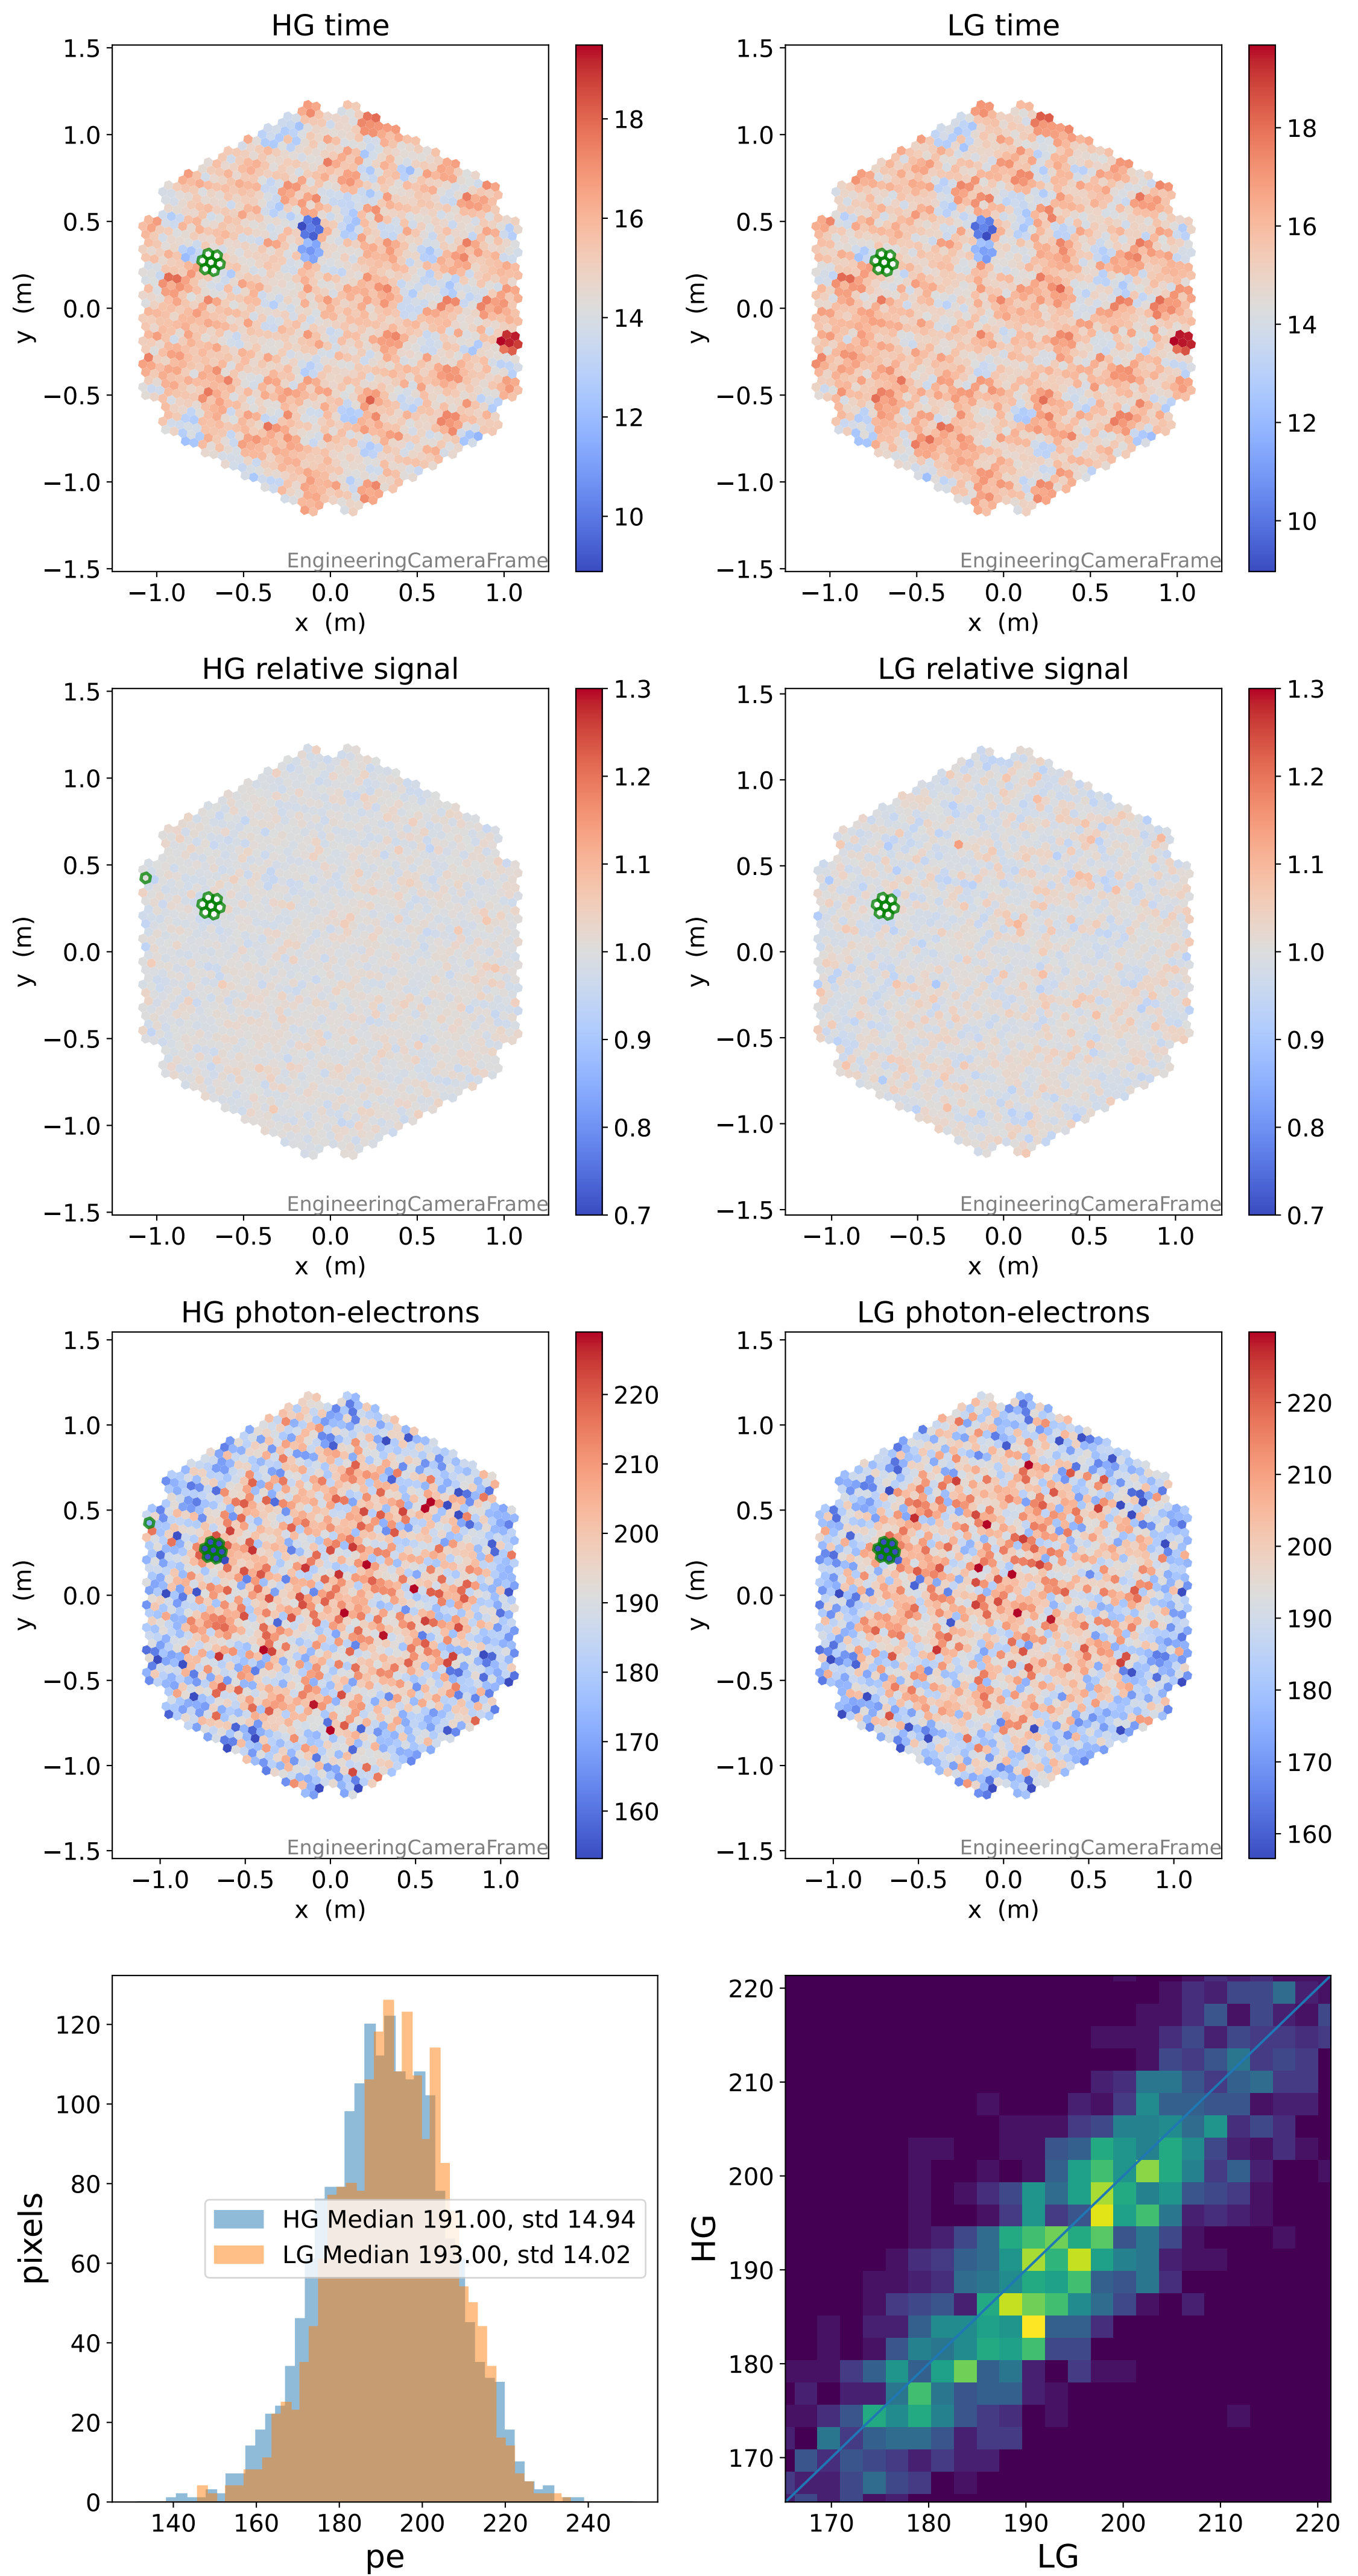 HG time
LG time
1.5
1.0
0.5
0.0
−0.5
−1.0
−1.5
y (m)
EngineeringCameraFrame
−1.0 −0.5 0.0 0.5 1.0
x (m)
18
16
14
12
10
1.5
1.0
0.5
0.0
−0.5
−1.0
−1.5
y (m)
EngineeringCameraFrame
−1.0 −0.5 0.0 0.5 1.0
x (m)
18
16
14
12
10
HG relative signal
LG relative signal
1.5
1.0
0.5
0.0
−0.5
−1.0
−1.5
y (m)
EngineeringCameraFrame
−1.0 −0.5 0.0 0.5 1.0
x (m)
1.3
1.2
1.1
1.0
0.9
0.8
0.7
1.5
1.0
0.5
0.0
−0.5
−1.0
−1.5
y (m)
EngineeringCameraFrame
−1.0 −0.5 0.0 0.5 1.0
x (m)
1.3
1.2
1.1
1.0
0.9
0.8
0.7
HG photon-electrons
LG photon-electrons
1.5
1.0
0.5
0.0
−0.5
−1.0
−1.5
y (m)
EngineeringCameraFrame
−1.0 −0.5 0.0 0.5 1.0
x (m)
220
210
200
190
180
170
160
1.5
1.0
0.5
0.0
−0.5
−1.0
−1.5
y (m)
EngineeringCameraFrame
−1.0 −0.5 0.0 0.5 1.0
x (m)
220
210
200
190
180
170
160
120
100
80
60
40
20
0
pixels
HG Median 191.00, std 14.94
LG Median 193.00, std 14.02
140 160 180 200 220 240
pe
220
210
200
190
180
170
HG
170 180 190 200 210 220
LG